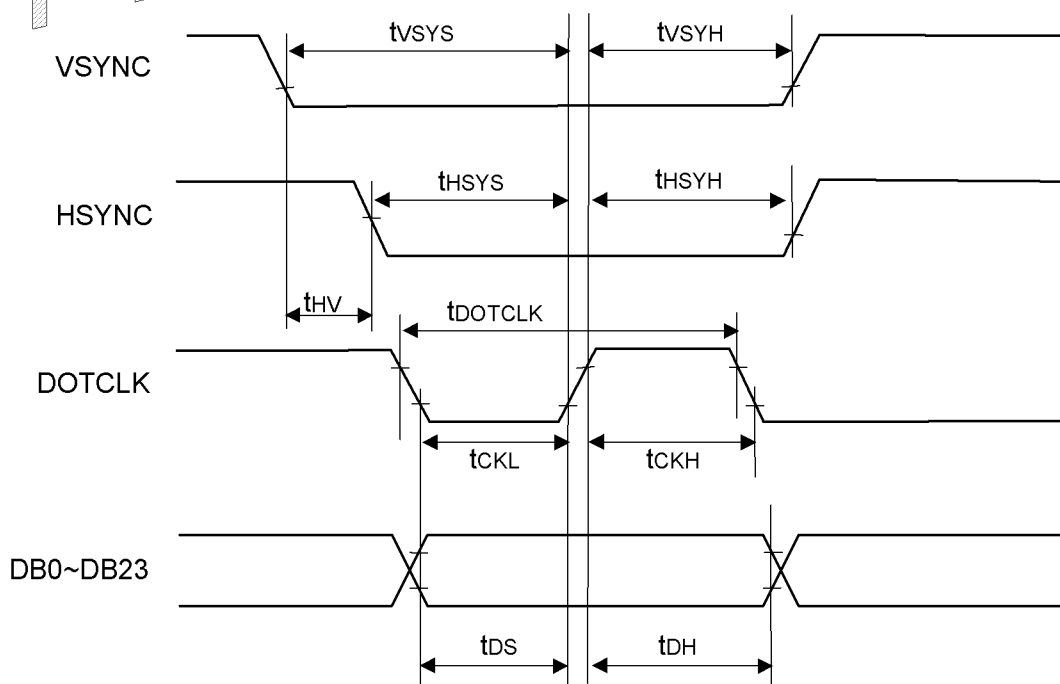 tVSYS
tVSYH
VSYNC
tHSYS
tHSYH
HSYNC
tHV
tDOTCLK
DOTCLK
tCKL
tCKH
DB0~DB23
tDS
tDH